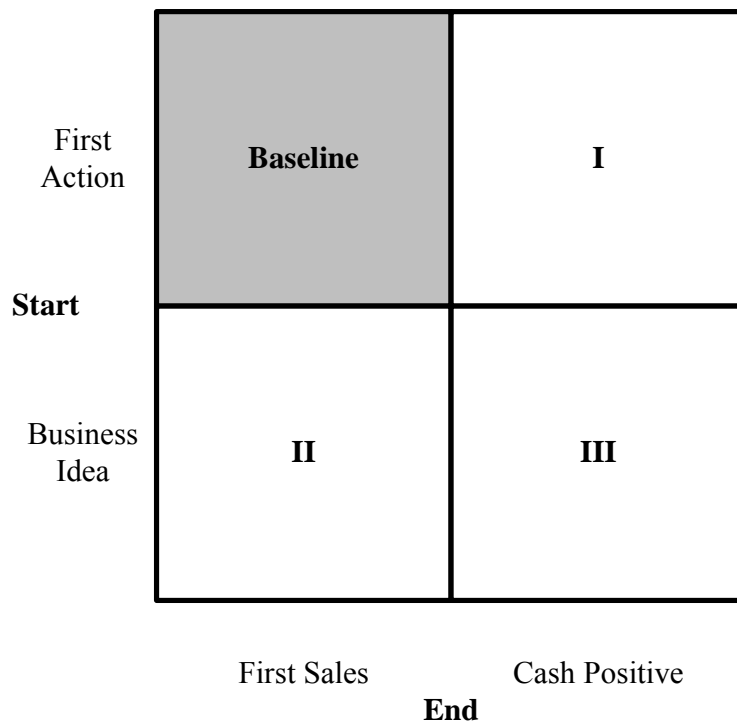 First
Action
Baseline
I
Start
Business
Idea
II
III
First Sales
Cash Positive
End